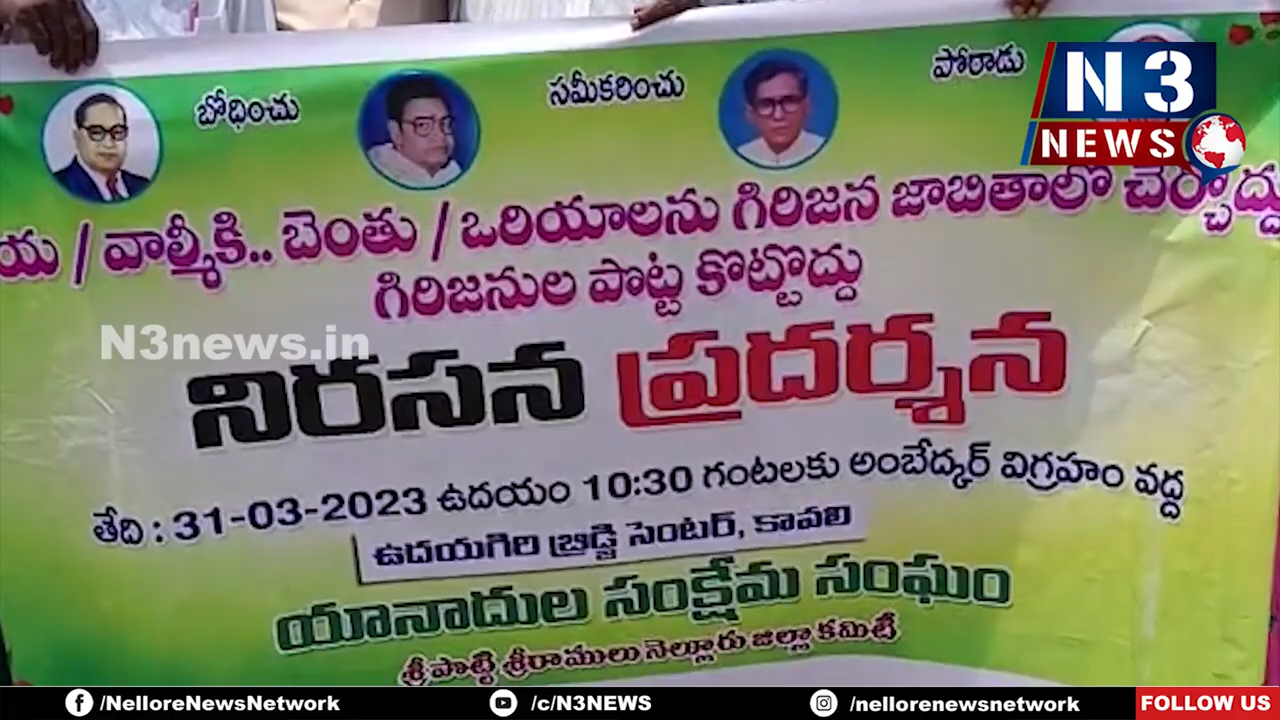 బోధించు సమీకరించు పోరాడు
N3
NEWS
య / వాల్మీకి.. బెంతు / ఒరియాలను గిరిజన జాబితాలో చేర్చొద్దు
గిరిజనుల పొట్ట కొట్టొద్దు
N3news.in
నిరసన ప్రదర్శన
తేది : 31-03-2023 ఉదయం 10:30 గంటలకు అంబేద్కర్ విగ్రహం వద్ద
ఉదయగిరి బ్రిడ్జి సెంటర్, కావలి
యానాదుల సంక్షేమ సంఘం
శ్రీ పొట్టి శ్రీరాములు నెల్లూరు జిల్లా కమిటీ
/NelloreNewsNetwork /c/N3NEWS /nellorenewsnetwork FOLLOW US